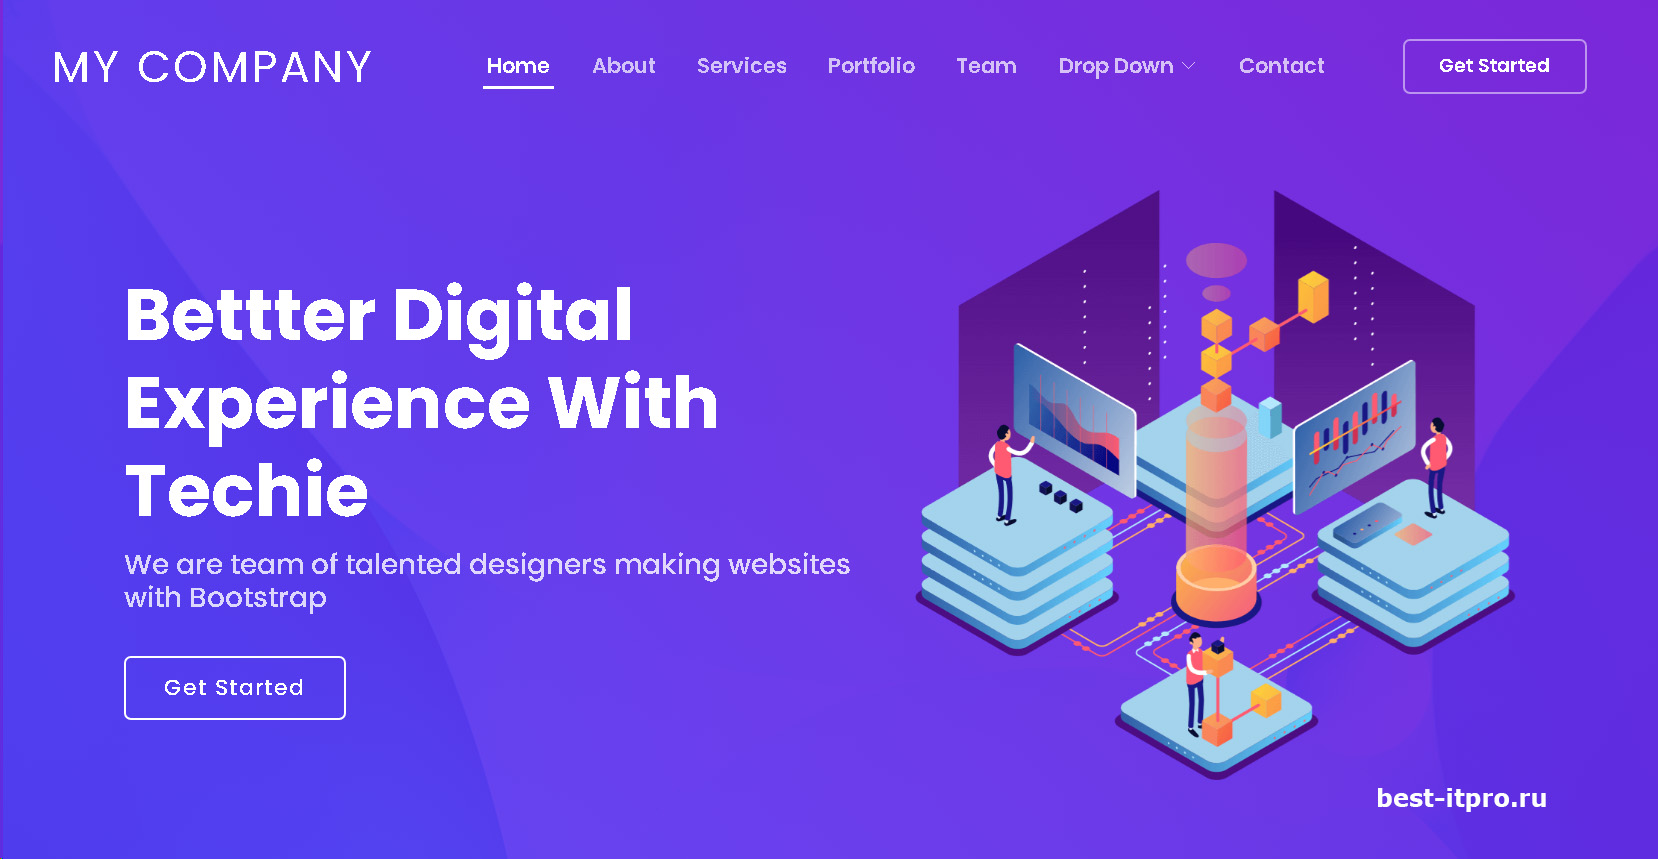 MY COMPANY
Home About Services Portfolio Team Drop Down Contact Get Started
Bettter Digital
Experience With
Techie
We are team of talented designers making websites
with Bootstrap
Get Started
best-itpro.ru